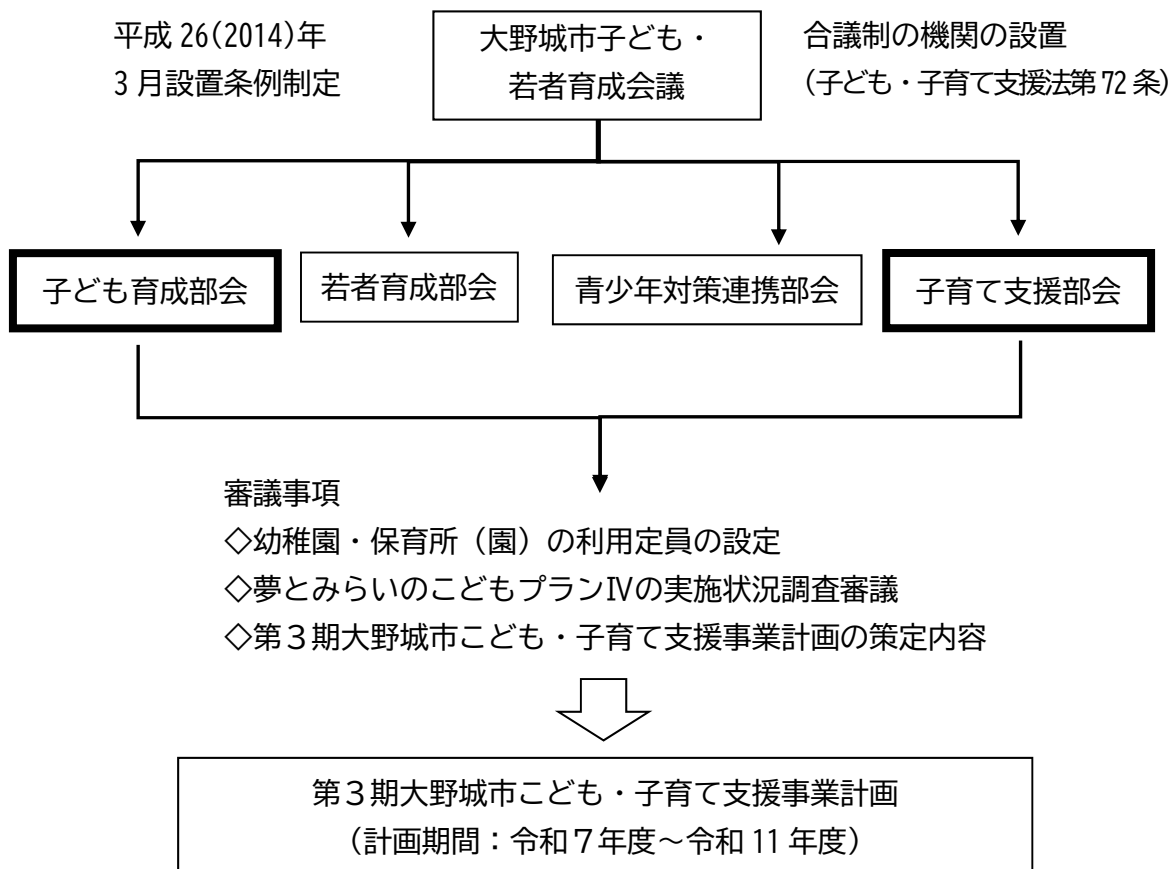 平成 26(2014)年
3 月設置条例制定
大野城市子ども・
若者育成会議
合議制の機関の設置
(子ども・子育て支援法第 72 条)
子ども育成部会
若者育成部会
青少年対策連携部会
子育て支援部会
審議事項
◇幼稚園・保育所（園）の利用定員の設定
◇夢とみらいのこどもプランⅣの実施状況調査審議
◇第３期大野城市こども・子育て支援事業計画の策定内容
第３期大野城市こども・子育て支援事業計画
（計画期間：令和７年度～令和 11 年度）